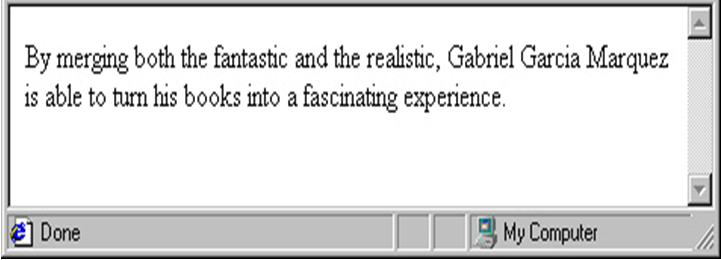 By merging both the fantastic and the realistic, Gabriel Garcia Marquez
is able to turn his books into a fascinating experience.
Done
My Computer